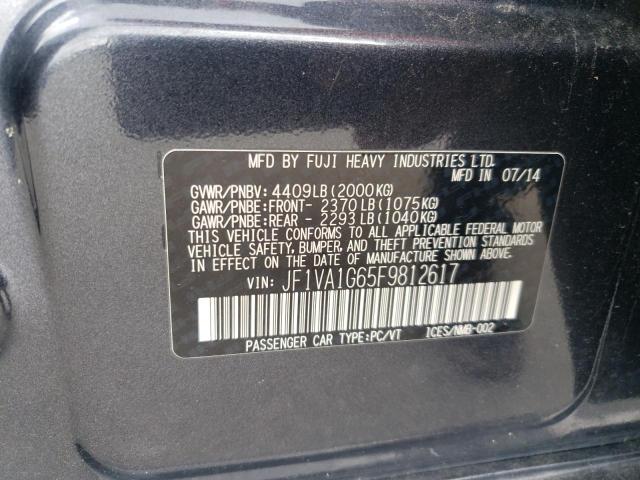 MFD BY FUJI HEAVY INDUSTRIES LTD.
MFD IN 07/14
GVWR/PNBV: 4409LB(2000KG)
GAWR/PNBE:FRONT- 2370LB(1075KG)
GAWR/PNBE:REAR - 2293LB(1040KG)
THIS VEHICLE CONFORMS TO ALL APPLICABLE FEDERAL MOTOR
VEHICLE SAFETY, BUMPER, AND THEFT PREVENTION STANDARDS
IN EFFECT ON THE DATE OF MANUFACTURE SHOWN ABOVE.
VIN: JF1VA1G65F9812617
PASSENGER CAR TYPE:PC/VT ICES/NMB-002